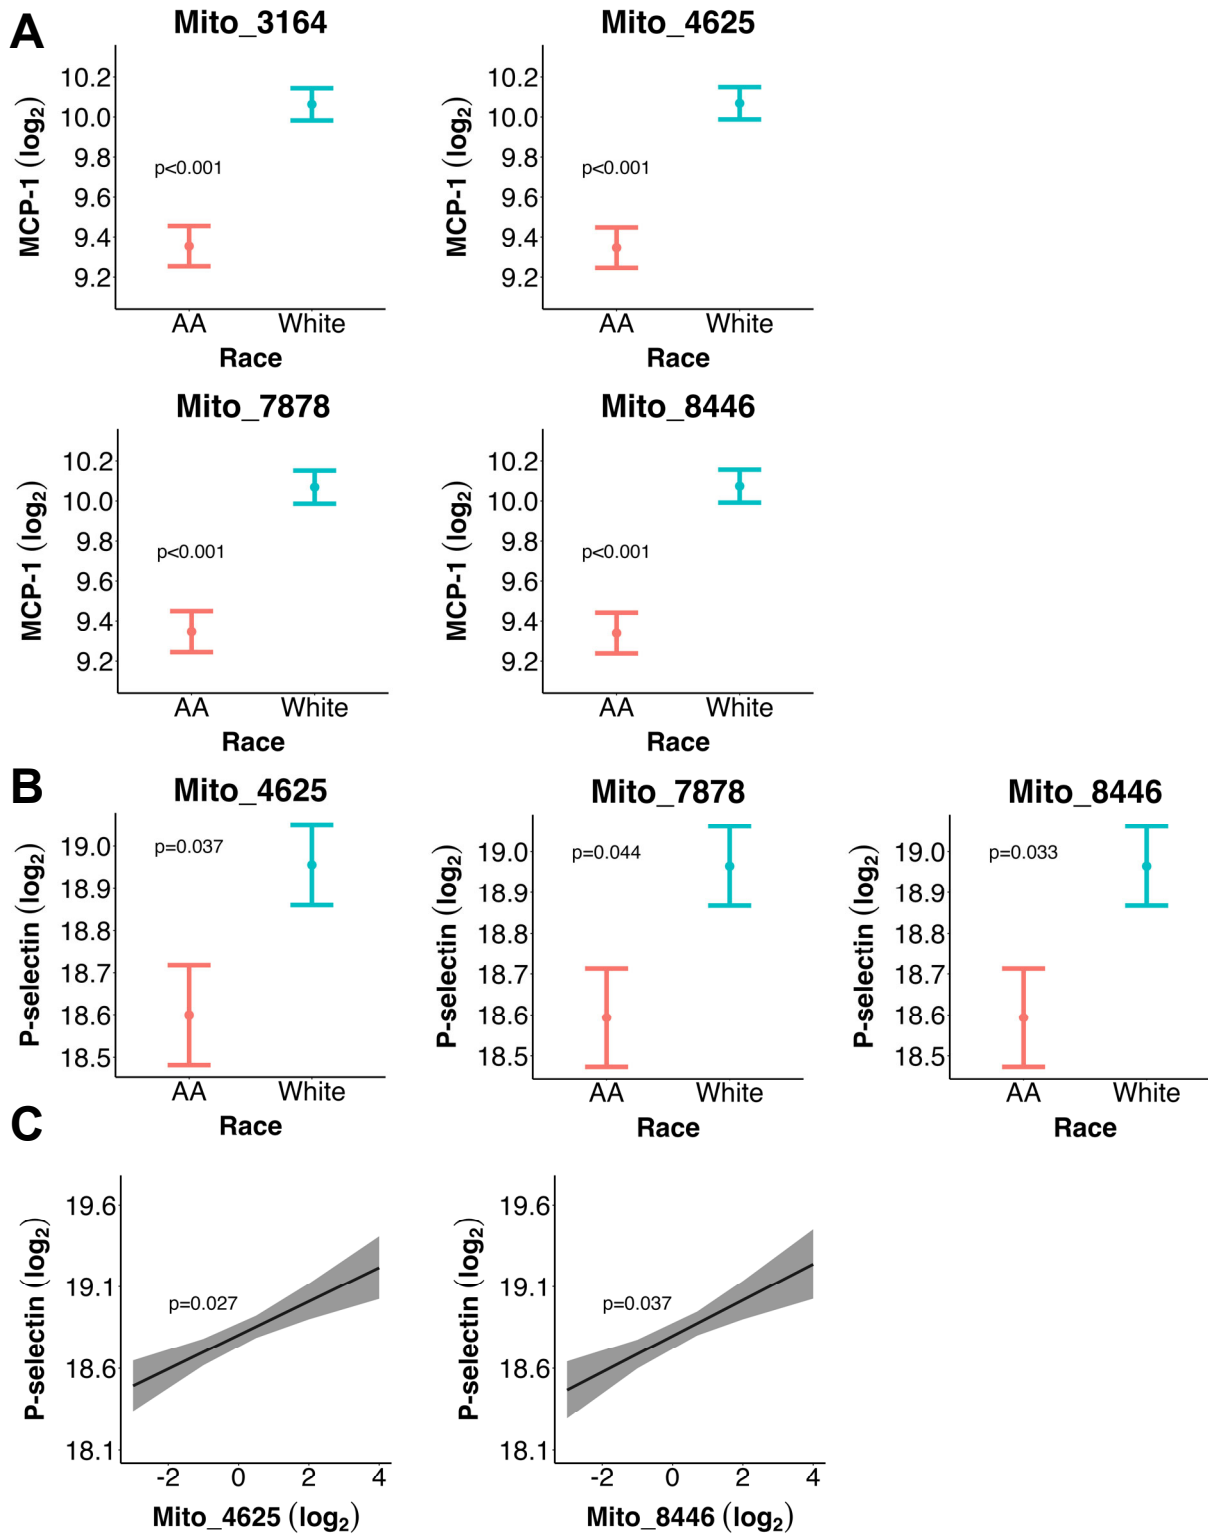 A
Mito_3164
MCP-1 (log₂)
10.2
10.0
9.8
9.6
9.4
9.2
p<0.001
AA White
Race
Mito_4625
MCP-1 (log₂)
10.2
10.0
9.8
9.6
9.4
9.2
p<0.001
AA White
Race
Mito_7878
MCP-1 (log₂)
10.2
10.0
9.8
9.6
9.4
9.2
p<0.001
AA White
Race
Mito_8446
MCP-1 (log₂)
10.2
10.0
9.8
9.6
9.4
9.2
p<0.001
AA White
Race
B
Mito_4625
P-selectin (log₂)
19.0
18.9
18.8
18.7
18.6
18.5
p=0.037
AA White
Race
Mito_7878
P-selectin (log₂)
19.0
18.9
18.8
18.7
18.6
18.5
p=0.044
AA White
Race
Mito_8446
P-selectin (log₂)
19.0
18.9
18.8
18.7
18.6
18.5
p=0.033
AA White
Race
C
P-selectin (log₂)
19.6
19.1
18.6
18.1
p=0.027
-2 0 2 4
Mito_4625 (log₂)
P-selectin (log₂)
19.6
19.1
18.6
18.1
p=0.037
-2 0 2 4
Mito_8446 (log₂)